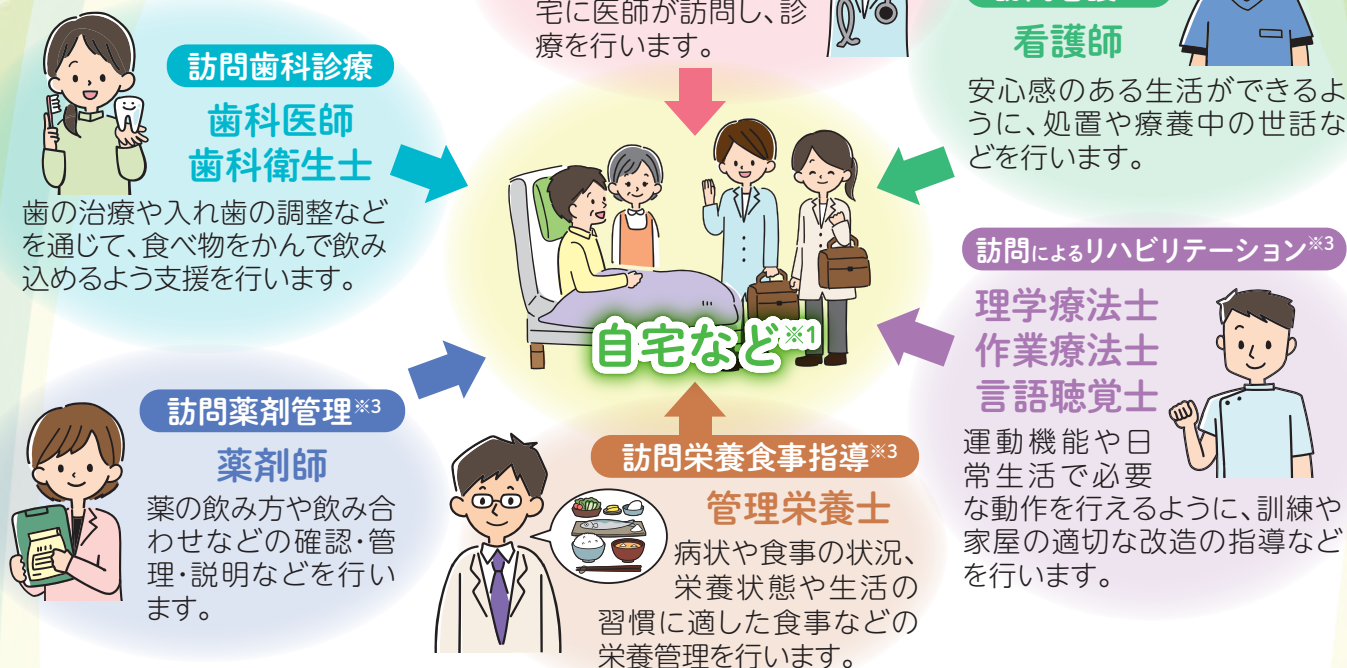 宅に医師が訪問し、診
療を行います。
看護師
安心感のある生活ができるよ
うに、処置や療養中の世話な
どを行います。
訪問歯科診療
歯科医師
歯科衛生士
歯の治療や入れ歯の調整など
を通じて、食べ物をかんで飲み
込めるよう支援を行います。
自宅など※1
訪問によるリハビリテーション※3
理学療法士
作業療法士
言語聴覚士
運動機能や日
常生活で必要
な動作を行えるように、訓練や
家屋の適切な改造の指導など
を行います。
訪問薬剤管理※3
薬剤師
薬の飲み方や飲み合
わせなどの確認・管
理・説明などを行い
ます。
訪問栄養食事指導※3
管理栄養士
病状や食事の状況、
栄養状態や生活の
習慣に適した食事などの
栄養管理を行います。